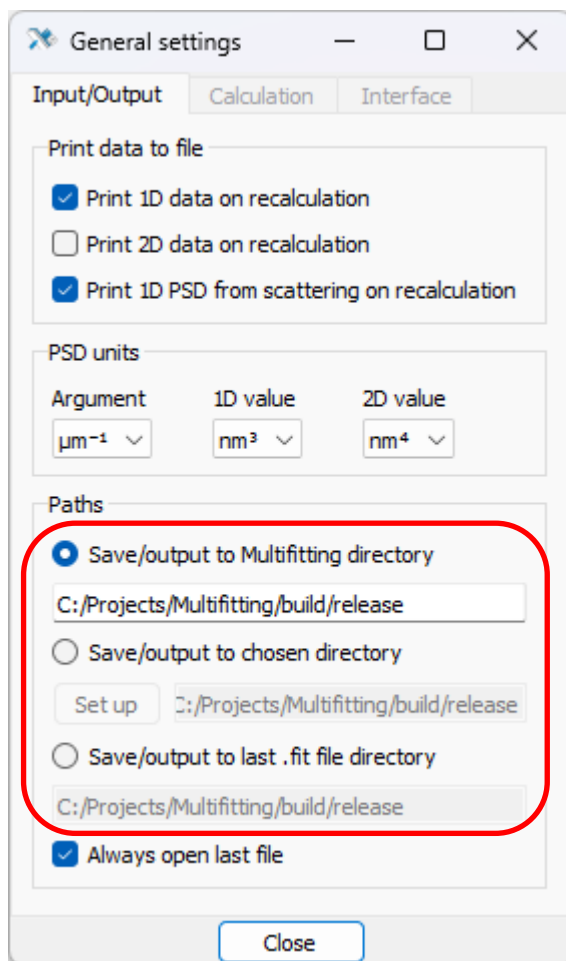 General settings
Input/Output Calculation Interface
Print data to file
Print 1D data on recalculation
Print 2D data on recalculation
Print 1D PSD from scattering on recalculation
PSD units
Argument 1D value 2D value
μm⁻¹ nm³ nm⁴
Paths
Save/output to Multifitting directory
C:/Projects/Multifitting/build/release
Save/output to chosen directory
Set up :/Projects/Multifitting/build/release
Save/output to last .fit file directory
C:/Projects/Multifitting/build/release
Always open last file
Close